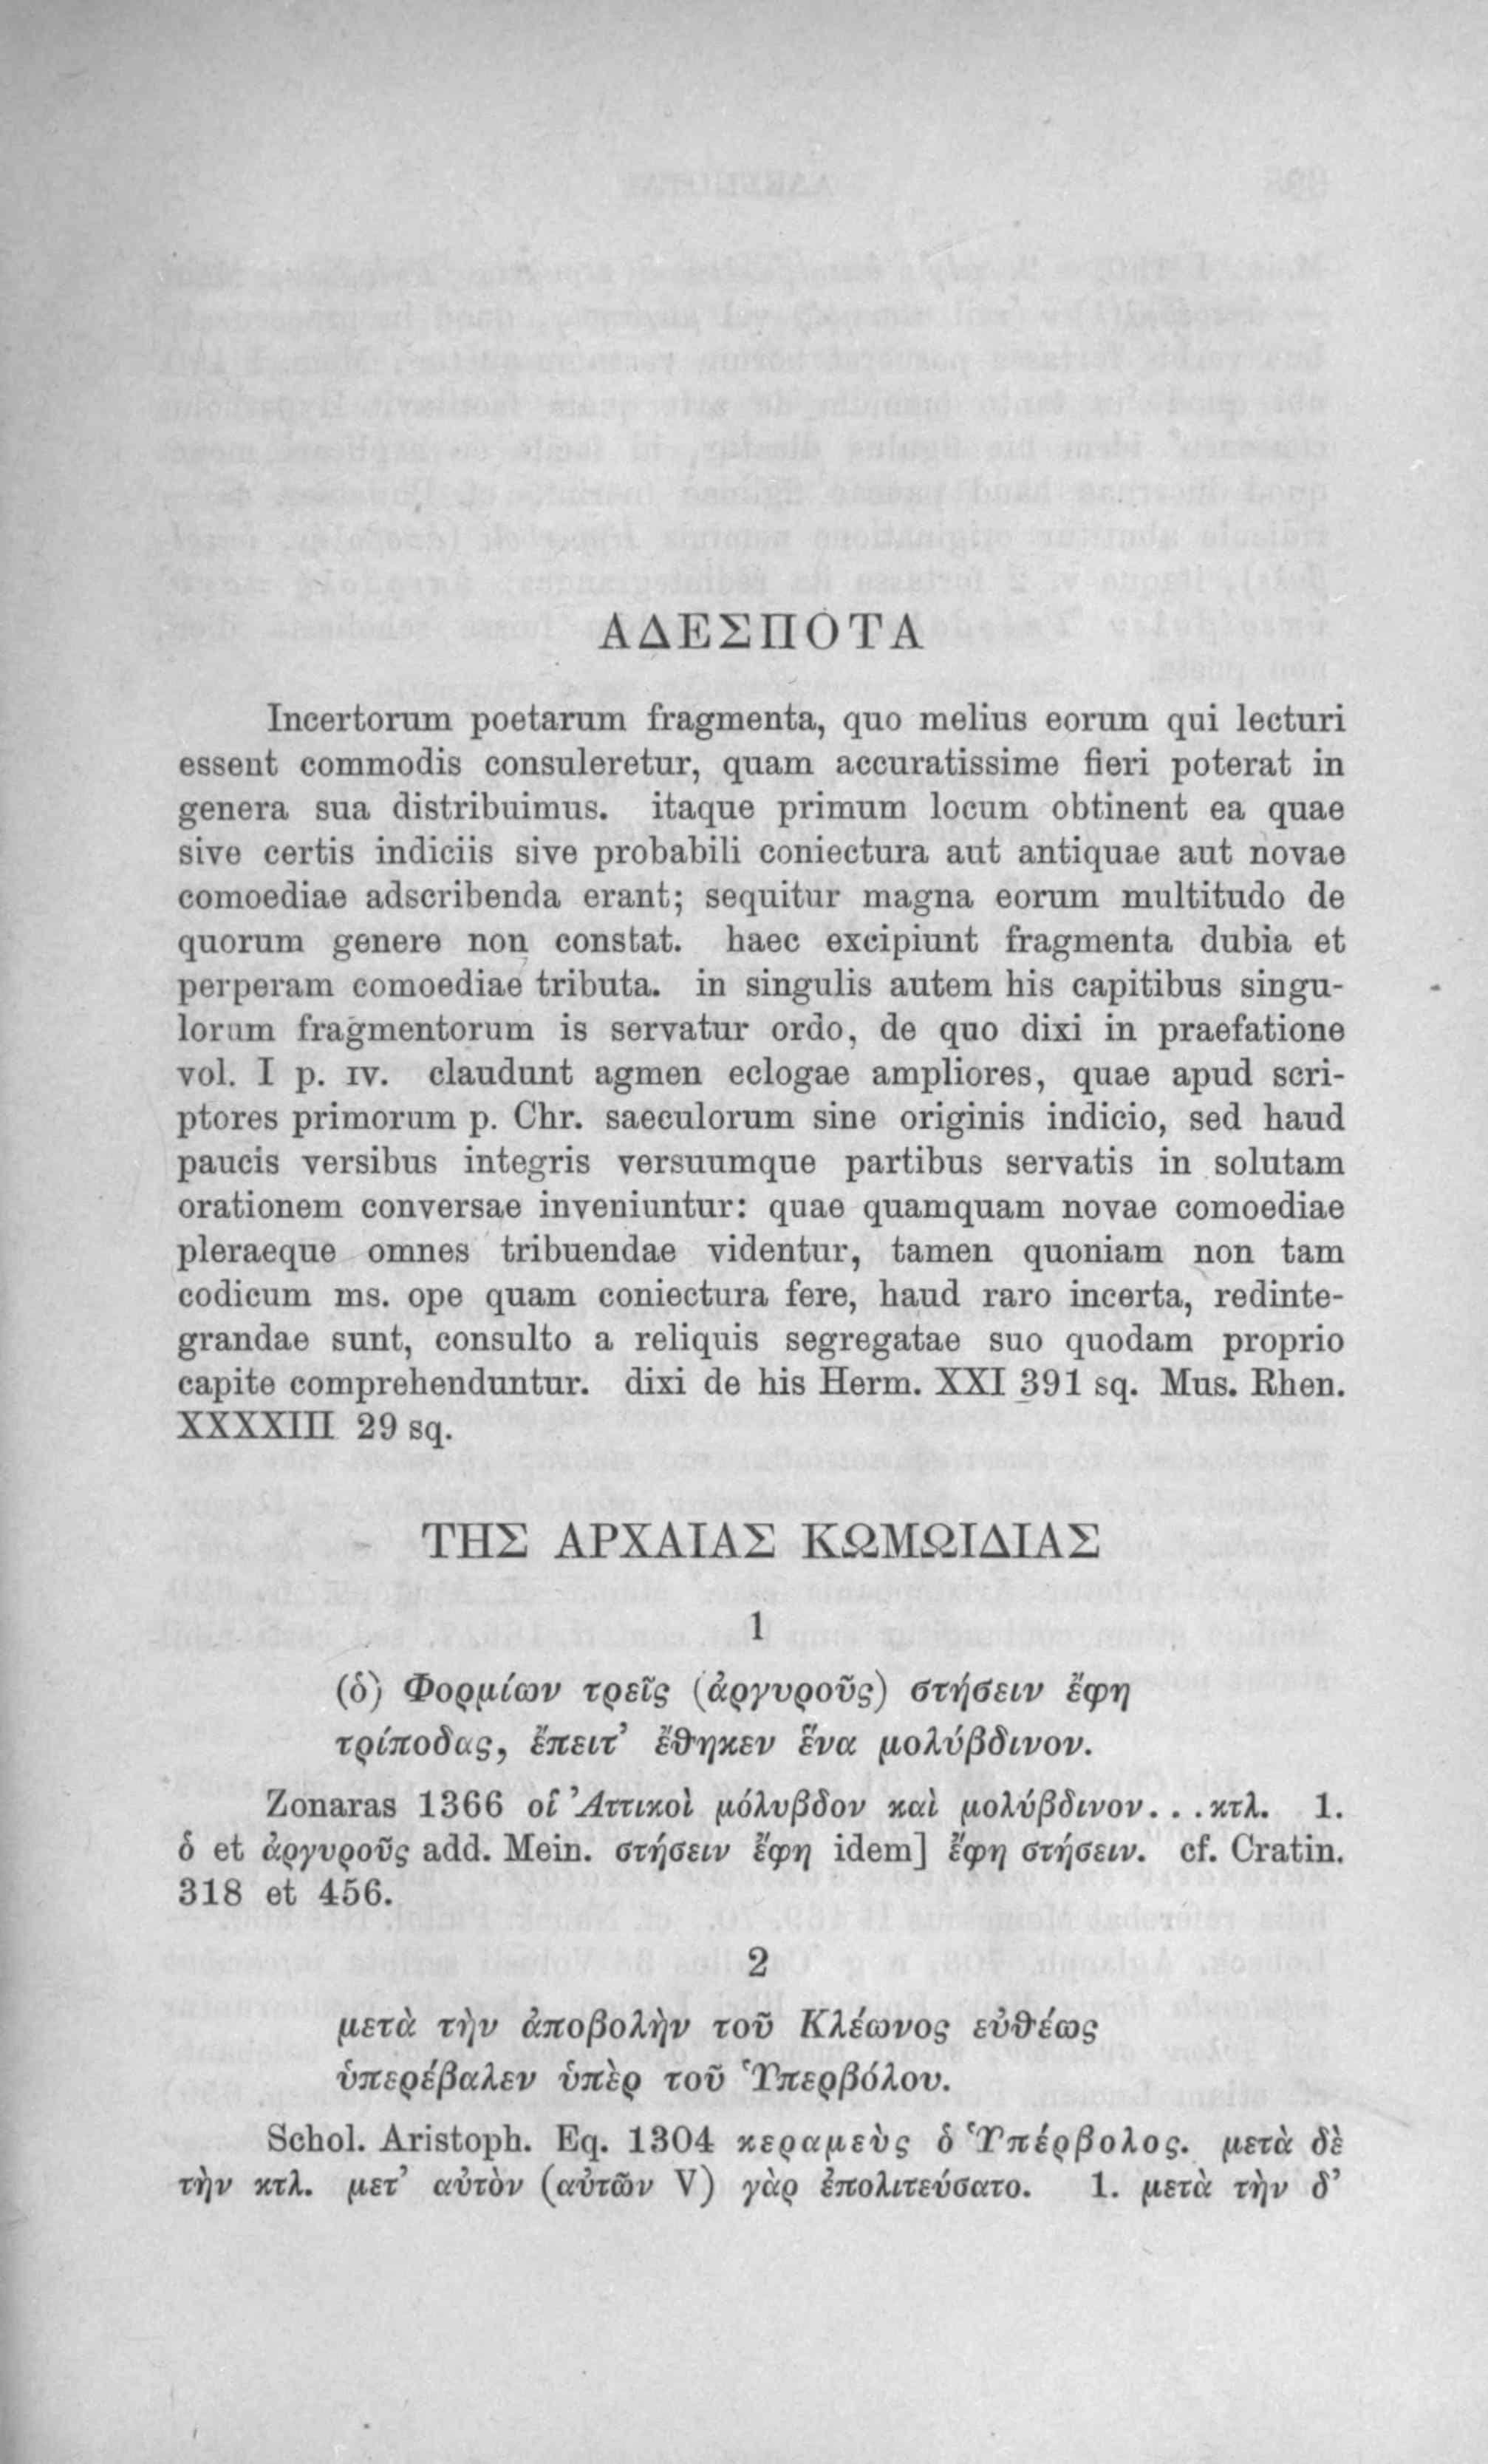 ΑΔΕΣΠΟΤΑ
Incertorum poetarum fragmenta, quo melius eorum qui lecturi
essent commodis consuleretur, quam accuratissime fieri poterat in
genera sua distribuimus. itaque primum locum obtinent ea quae
sive certis indiciis sive probabili coniectura aut antiquae aut novae
comoediae adscribenda erant; sequitur magna eorum multitudo de
quorum genere non constat. haec excipiunt fragmenta dubia et
perperam comoediae tributa. in singulis autem his capitibus singu-
lorum fragmentorum is servatur ordo, de quo dixi in praefatione
vol. I p. IV. claudunt agmen eclogae ampliores, quae apud scri-
ptores primorum p. Chr. saeculorum sine originis indicio, sed haud
paucis versibus integris versuumque partibus servatis in solutam
orationem conversae inveniuntur: quae quamquam novae comoediae
pleraeque omnes tribuendae videntur, tamen quoniam non tam
codicum ms. ope quam coniectura fere, haud raro incerta, redinte-
grandae sunt, consulto a reliquis segregatae suo quodam proprio
capite comprehenduntur. dixi de his Herm. XXI 391 sq. Mus. Rhen.
XXXXIII 29 sq.
ΤΗΣ ΑΡΧΑΙΑΣ ΚΩΜΩΙΔΙΑΣ
1
(ὁ) Φορμίων τρεῖς (ἀργυροῦς) στήσειν ἔφη
τρίποδας, ἔπειτ’ ἔθηκεν ἕνα μολύβδινον.
Zonaras 1366 οἱ Ἀττικοὶ μόλυβδον καὶ μολύβδινον...κτλ. 1.
ὁ et ἀργυροῦς add. Mein. στήσειν ἔφη idem] ἔφη στήσειν. cf. Cratin.
318 et 456.
2
μετὰ τὴν ἀποβολὴν τοῦ Κλέωνος εὐθέως
ὑπερέβαλεν ὑπὲρ τοῦ Ὑπερβόλου.
Schol. Aristoph. Eq. 1304 κεραμεὺς ὁ Ὑπέρβολος. μετὰ δὲ
τὴν κτλ. μετ’ αὐτὸν (αὐτῶν V) γὰρ ἐπολιτεύσατο. 1. μετὰ τὴν δ’